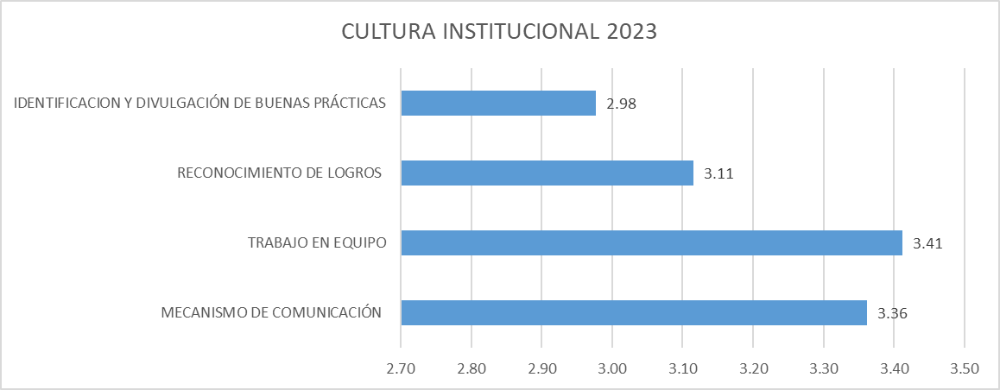 CULTURA INSTITUCIONAL 2023
IDENTIFICACION Y DIVULGACIÓN DE BUENAS PRÁCTICAS 2.98
RECONOCIMIENTO DE LOGROS 3.11
TRABAJO EN EQUIPO 3.41
MECANISMO DE COMUNICACIÓN 3.36
2.70 2.80 2.90 3.00 3.10 3.20 3.30 3.40 3.50